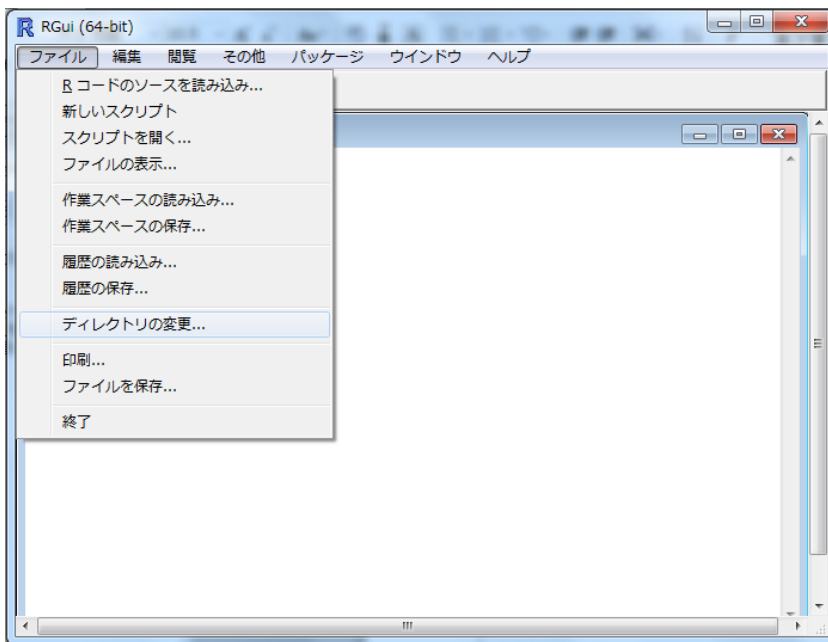 RGui (64-bit)
ファイル 編集 閲覧 その他 パッケージ ウインドウ ヘルプ
R コードのソースを読み込み...
新しいスクリプト
スクリプトを開く...
ファイルの表示...
作業スペースの読み込み...
作業スペースの保存...
履歴の読み込み...
履歴の保存...
ディレクトリの変更...
印刷...
ファイルを保存...
終了